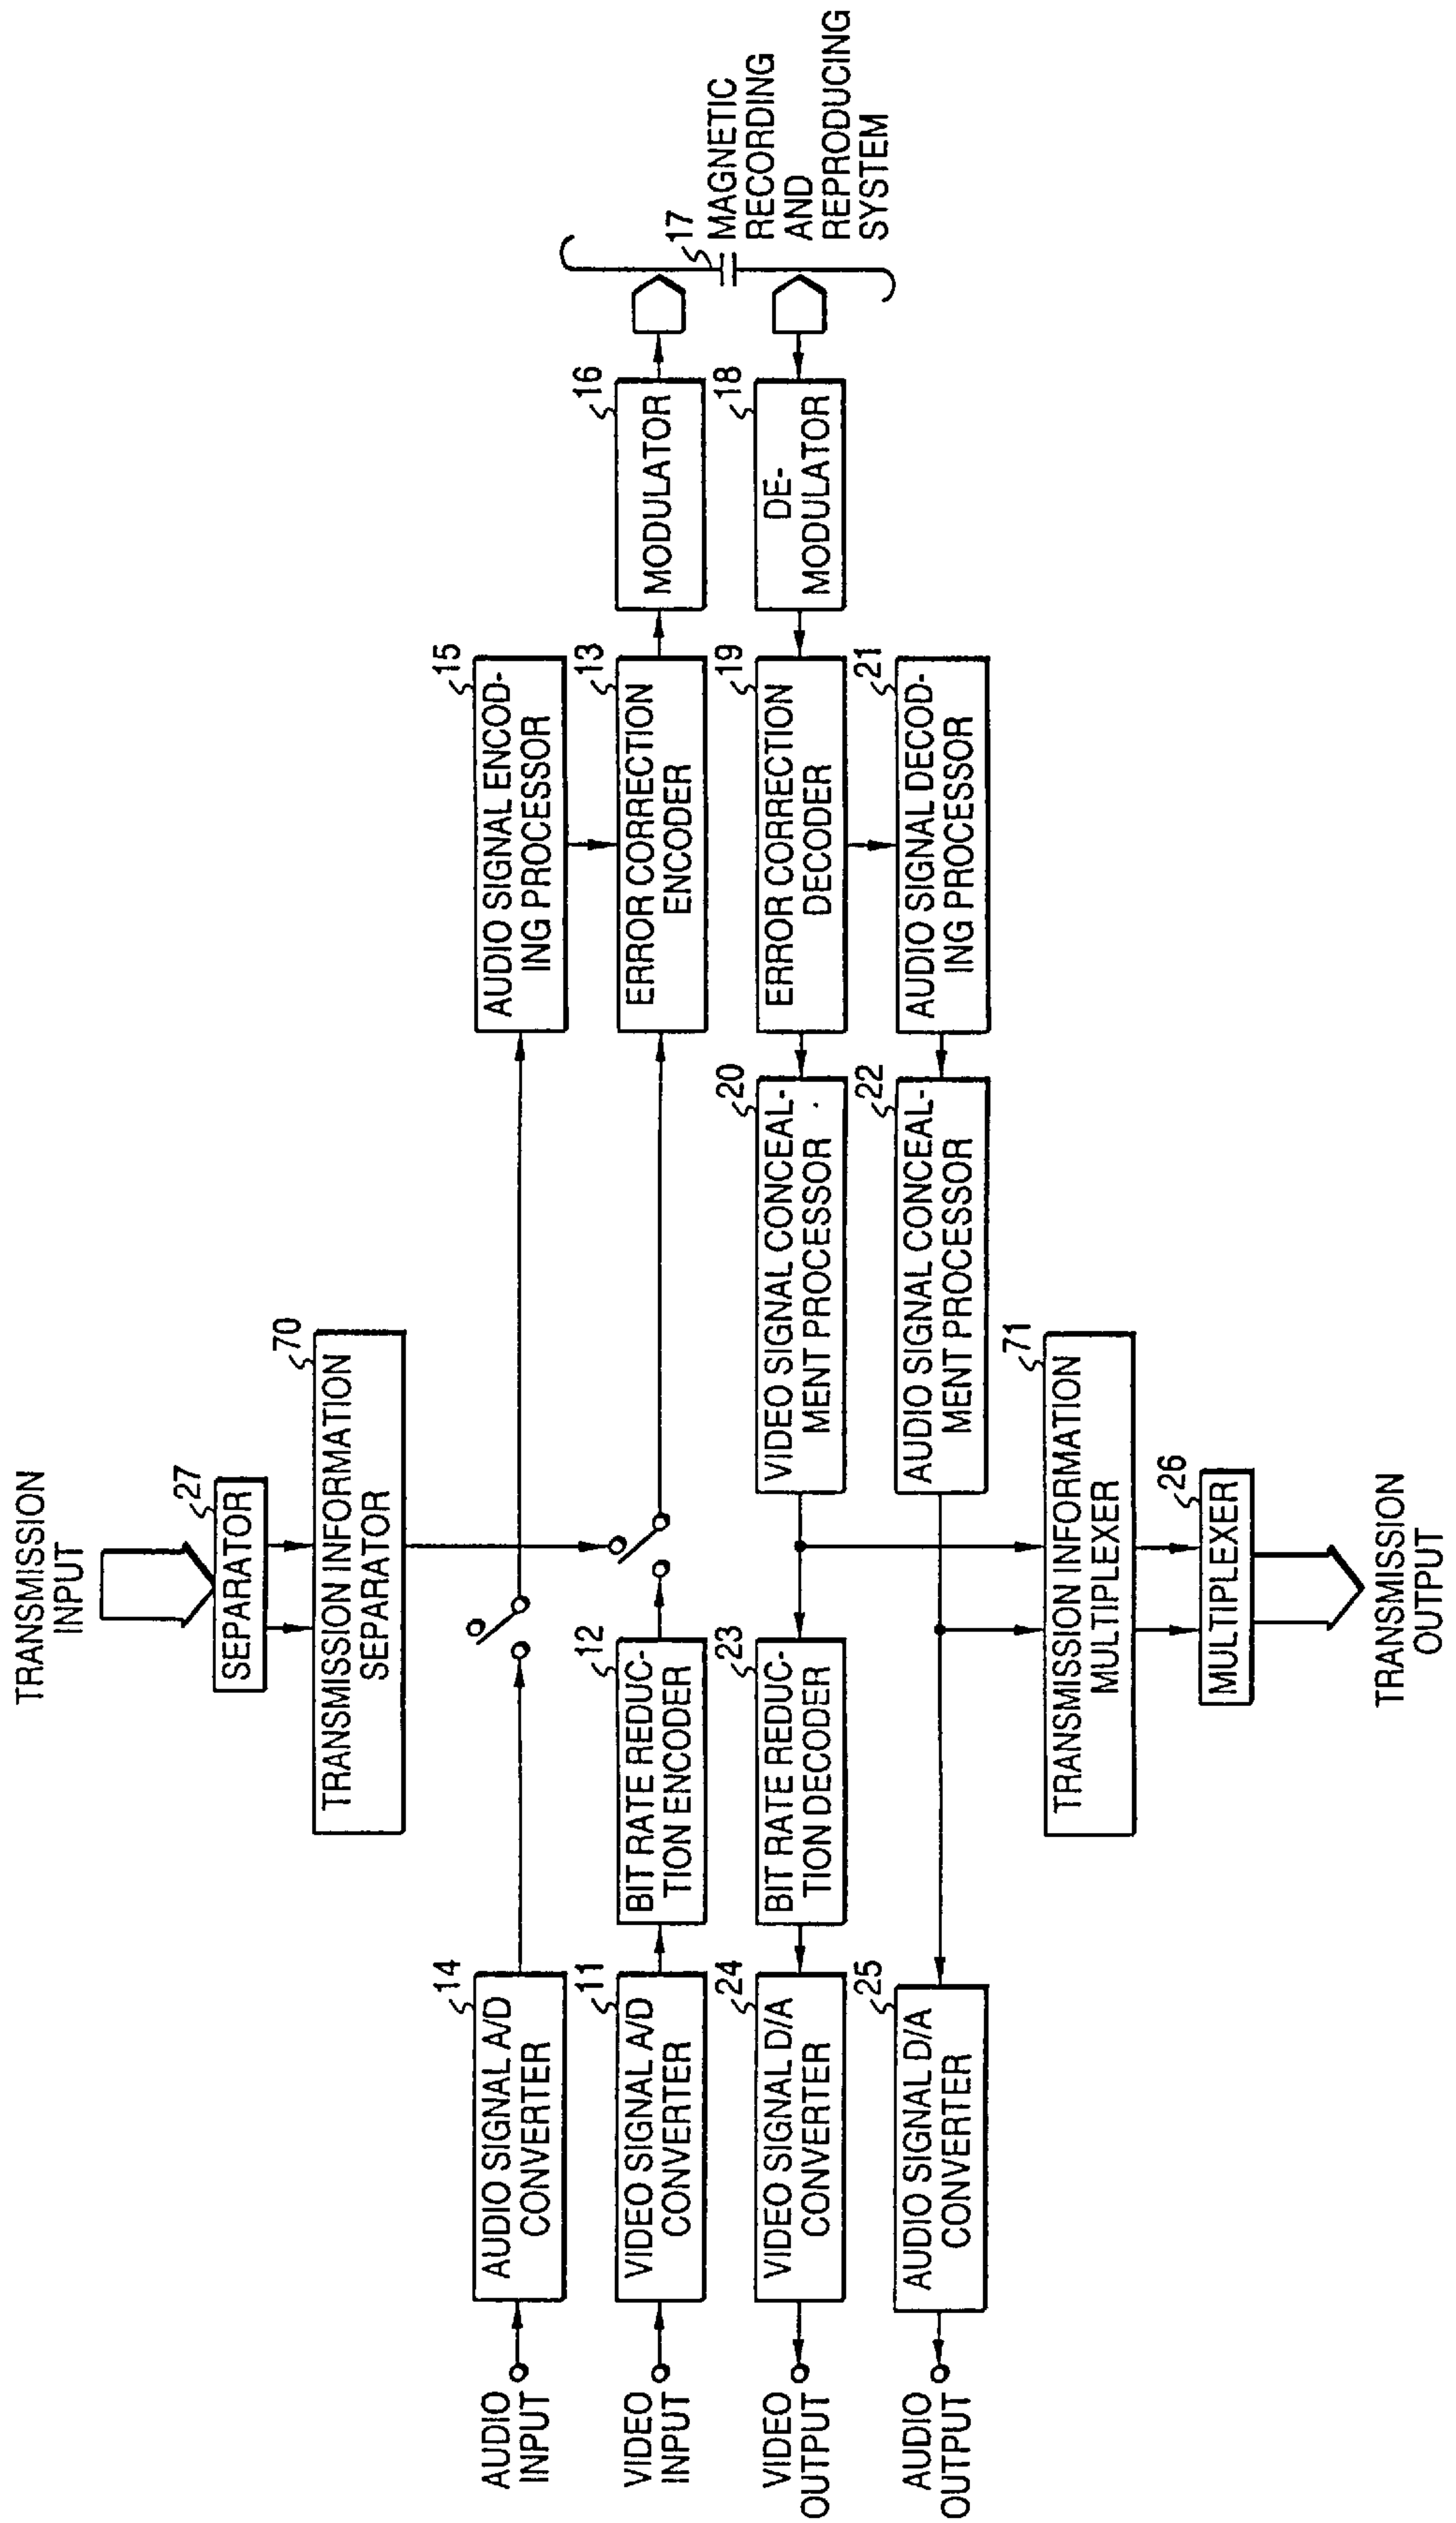 TRANSMISSION
INPUT
27
SEPARATOR
70
TRANSMISSION INFORMATION
SEPARATOR
AUDIO
INPUT
14
AUDIO SIGNAL A/D
CONVERTER
15
AUDIO SIGNAL ENCOD-
ING PROCESSOR
VIDEO
INPUT
11
VIDEO SIGNAL A/D
CONVERTER
12
BIT RATE REDUC-
TION ENCODER
13
ERROR CORRECTION
ENCODER
16
MODULATOR
17
MAGNETIC
RECORDING
AND
REPRODUCING
SYSTEM
VIDEO
OUTPUT
24
VIDEO SIGNAL D/A
CONVERTER
23
BIT RATE REDUC-
TION DECODER
20
VIDEO SIGNAL CONCEAL-
MENT PROCESSOR
19
ERROR CORRECTION
DECODER
18
DE-
MODULATOR
AUDIO
OUTPUT
25
AUDIO SIGNAL D/A
CONVERTER
22
AUDIO SIGNAL CONCEAL-
MENT PROCESSOR
21
AUDIO SIGNAL DECOD-
ING PROCESSOR
71
TRANSMISSION INFORMATION
MULTIPLEXER
26
MULTIPLEXER
TRANSMISSION
OUTPUT